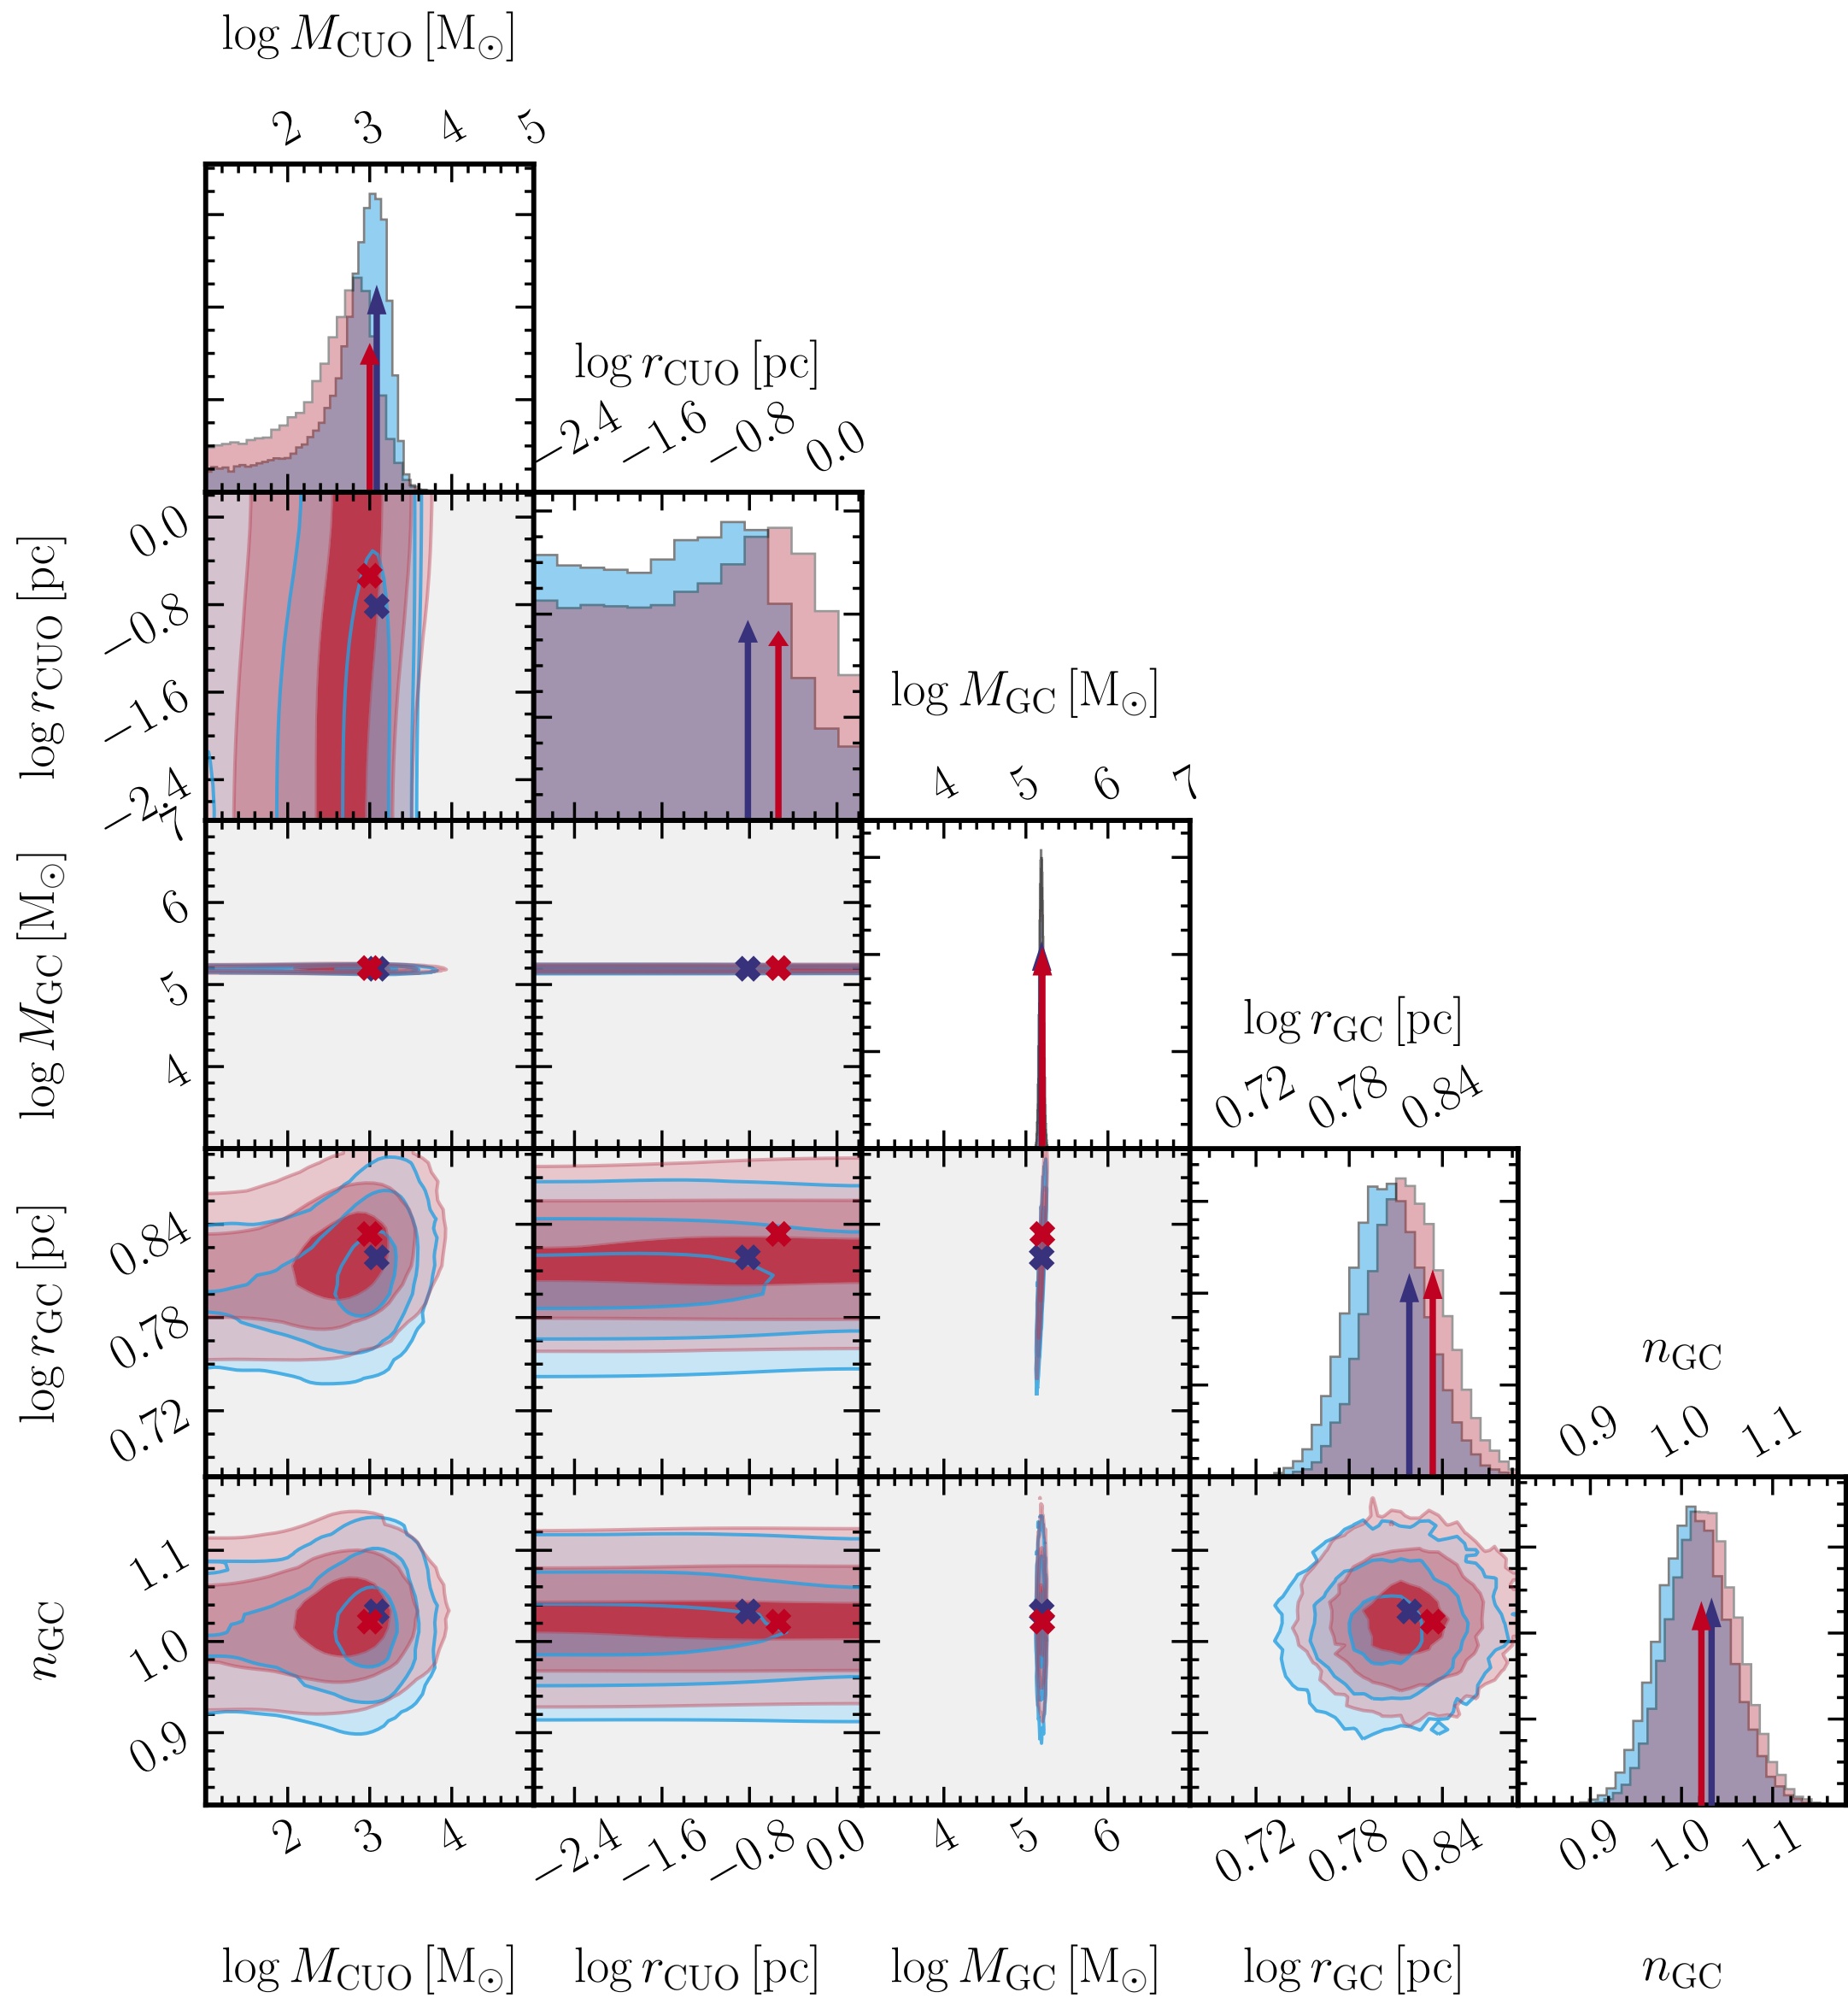 log M_CUO [M_⊙]
2 3 4 5
log r_CUO [pc]
−2.4 −1.6 −0.8 0.0
log r_CUO [pc]
0.0
−0.8
−1.6
−2.4
log M_GC [M_⊙]
4 5 6 7
log M_GC [M_⊙]
7
6
5
4
log r_GC [pc]
0.72 0.78 0.84
log r_GC [pc]
0.84
0.78
0.72
n_GC
0.9 1.0 1.1
n_GC
1.1
1.0
0.9
2 3 4 −2.4 −1.6 −0.8 0.0 4 5 6 0.72 0.78 0.84 0.9 1.0 1.1
log M_CUO [M_⊙] log r_CUO [pc] log M_GC [M_⊙] log r_GC [pc] n_GC